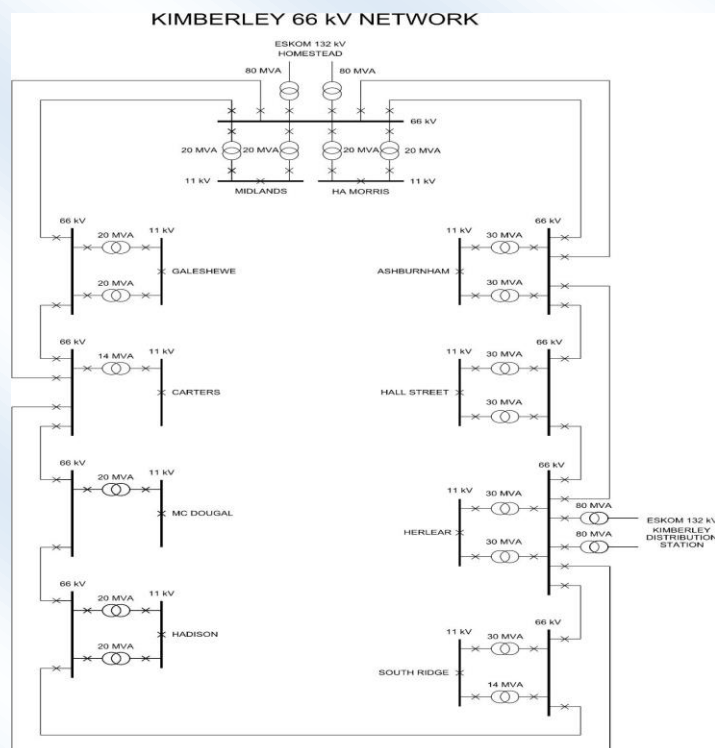 KIMBERLEY 66 kV NETWORK
ESKOM 132 kV
HOMESTEAD
80 MVA
80 MVA
66 kV
20 MVA
20 MVA
20 MVA
20 MVA
11 kV
11 kV
MIDLANDS
HA MORRIS
66 kV
20 MVA
11 kV
GALESHEWE
20 MVA
11 kV
30 MVA
66 kV
ASHBURNHAM
30 MVA
66 kV
14 MVA
11 kV
CARTERS
11 kV
30 MVA
66 kV
HALL STREET
30 MVA
66 kV
20 MVA
11 kV
MC DOUGAL
66 kV
11 kV
30 MVA
HERLEAR
30 MVA
80 MVA
80 MVA
ESKOM 132 kV
KIMBERLEY
DISTRIBUTION
STATION
66 kV
20 MVA
11 kV
HADISON
20 MVA
66 kV
11 kV
30 MVA
SOUTH RIDGE
14 MVA